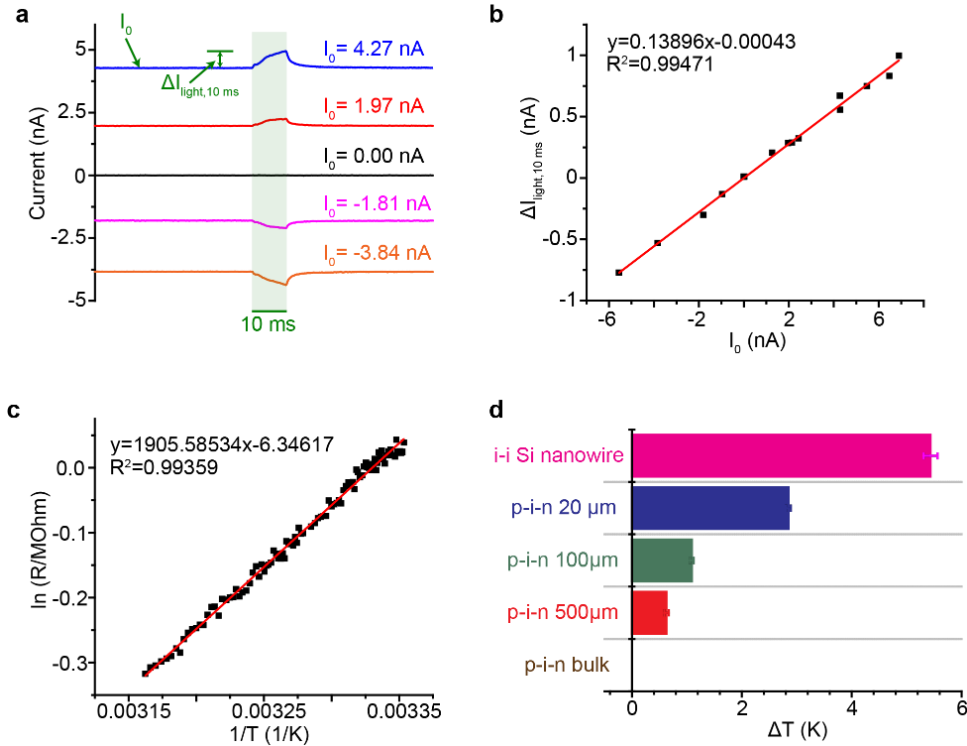 a
I₀
ΔI light,10 ms
I₀= 4.27 nA
I₀= 1.97 nA
I₀= 0.00 nA
I₀= -1.81 nA
I₀= -3.84 nA
5
2.5
0
-2.5
-5
Current (nA)
10 ms
b
y=0.13896x-0.00043
R²=0.99471
1
0.5
0
-0.5
-1
ΔI light,10 ms
-6
-2
2
6
I₀ (nA)
c
y=1905.58534x-6.34617
R²=0.99359
0.0
-0.1
-0.2
-0.3
ln (R/MOhm)
0.00315
0.00325
0.00335
1/T (1/K)
d
i-i Si nanowire
p-i-n 20 µm
p-i-n 100µm
p-i-n 500µm
p-i-n bulk
0
2
4
6
ΔT (K)